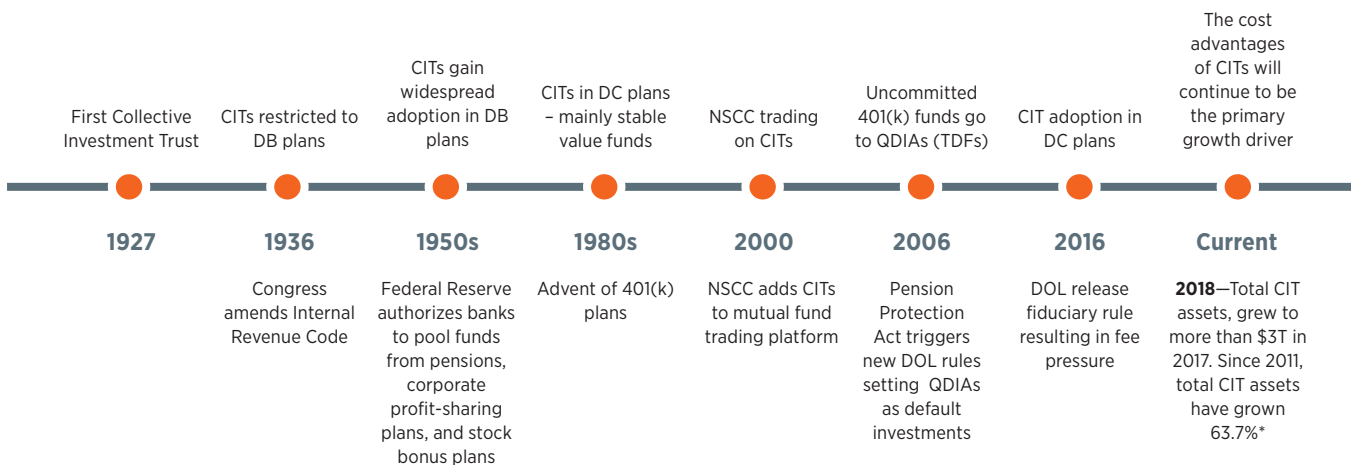 First Collective
Investment Trust
1927
CITs restricted to
DB plans
1936
Congress
amends Internal
Revenue Code
CITs gain
widespread
adoption in DB
plans
1950s
Federal Reserve
authorizes banks
to pool funds
from pensions,
corporate
profit-sharing
plans, and stock
bonus plans
CITs in DC plans
– mainly stable
value funds
1980s
Advent of 401(k)
plans
NSCC trading
on CITs
2000
NSCC adds CITs
to mutual fund
trading platform
Uncommitted
401(k) funds go
to QDIAs (TDFs)
2006
Pension
Protection
Act triggers
new DOL rules
setting QDIAs
as default
investments
CIT adoption in
DC plans
2016
DOL release
fiduciary rule
resulting in fee
pressure
The cost
advantages
of CITs will
continue to be
the primary
growth driver
Current
2018—Total CIT
assets, grew to
more than $3T in
2017. Since 2011,
total CIT assets
have grown
63.7%*